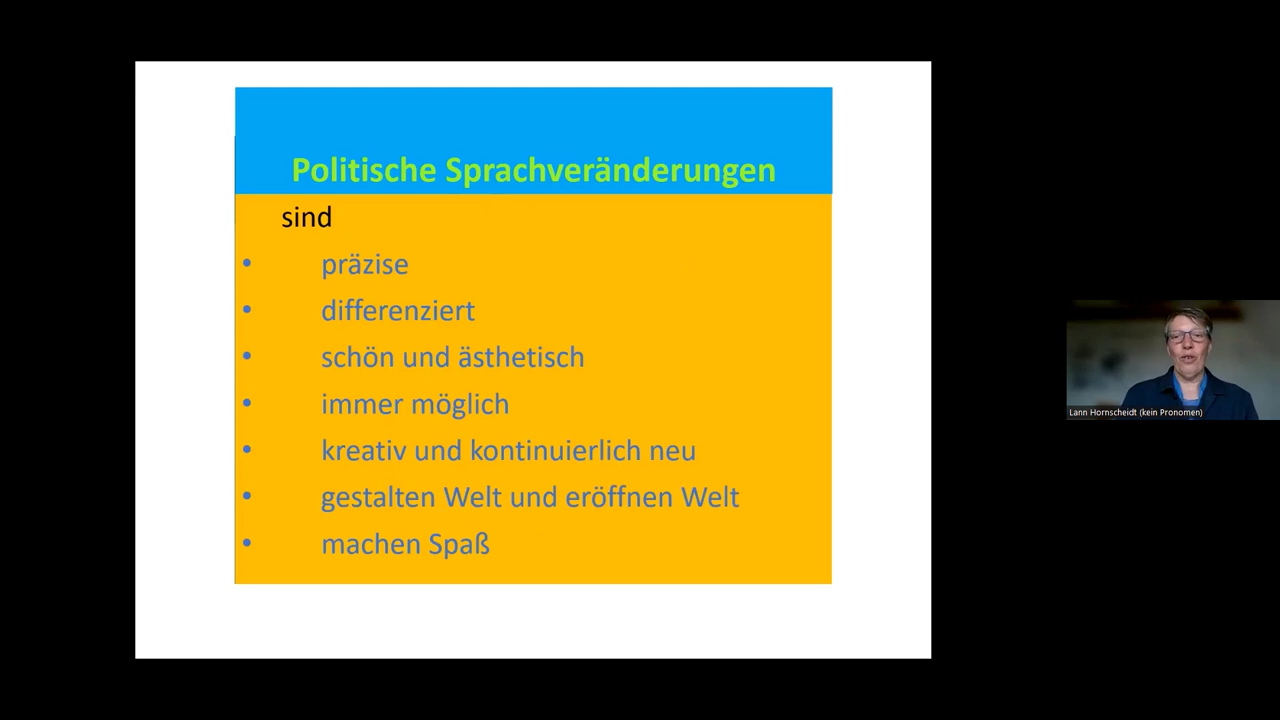 Politische Sprachveränderungen
sind
• präzise
• differenziert
• schön und ästhetisch
• immer möglich
• kreativ und kontinuierlich neu
• gestalten Welt und eröffnen Welt
• machen Spaß
Lann Hornscheidt (kein Pronomen)